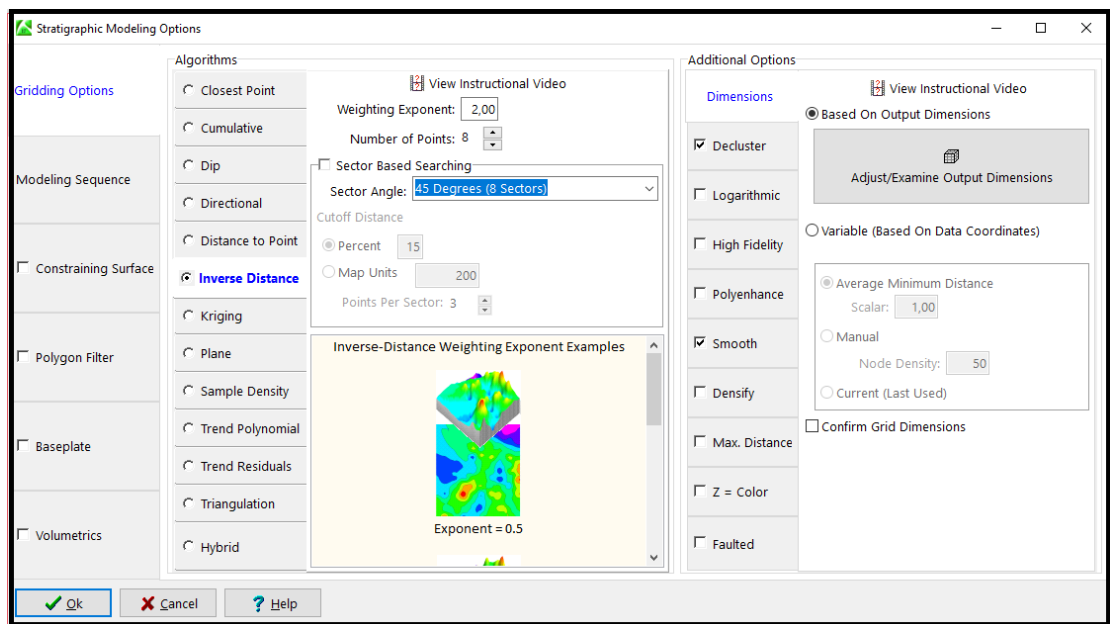 Stratigraphic Modeling Options
Gridding Options
Modeling Sequence
Constraining Surface
Polygon Filter
Baseplate
Volumetrics
Algorithms
Closest Point
Cumulative
Dip
Directional
Distance to Point
Inverse Distance
Kriging
Plane
Sample Density
Trend Polynomial
Trend Residuals
Triangulation
Hybrid
View Instructional Video
Weighting Exponent: 2,00
Number of Points: 8
Sector Based Searching
Sector Angle: 45 Degrees (8 Sectors)
Cutoff Distance
Percent 15
Map Units 200
Points Per Sector: 3
Inverse-Distance Weighting Exponent Examples
Exponent = 0.5
Additional Options
Dimensions
Decluster
Logarithmic
High Fidelity
Polyenhance
Smooth
Densify
Max. Distance
Z = Color
Faulted
View Instructional Video
Based On Output Dimensions
Adjust/Examine Output Dimensions
Variable (Based On Data Coordinates)
Average Minimum Distance
Scalar: 1,00
Manual
Node Density: 50
Current (Last Used)
Confirm Grid Dimensions
Ok
Cancel
? Help